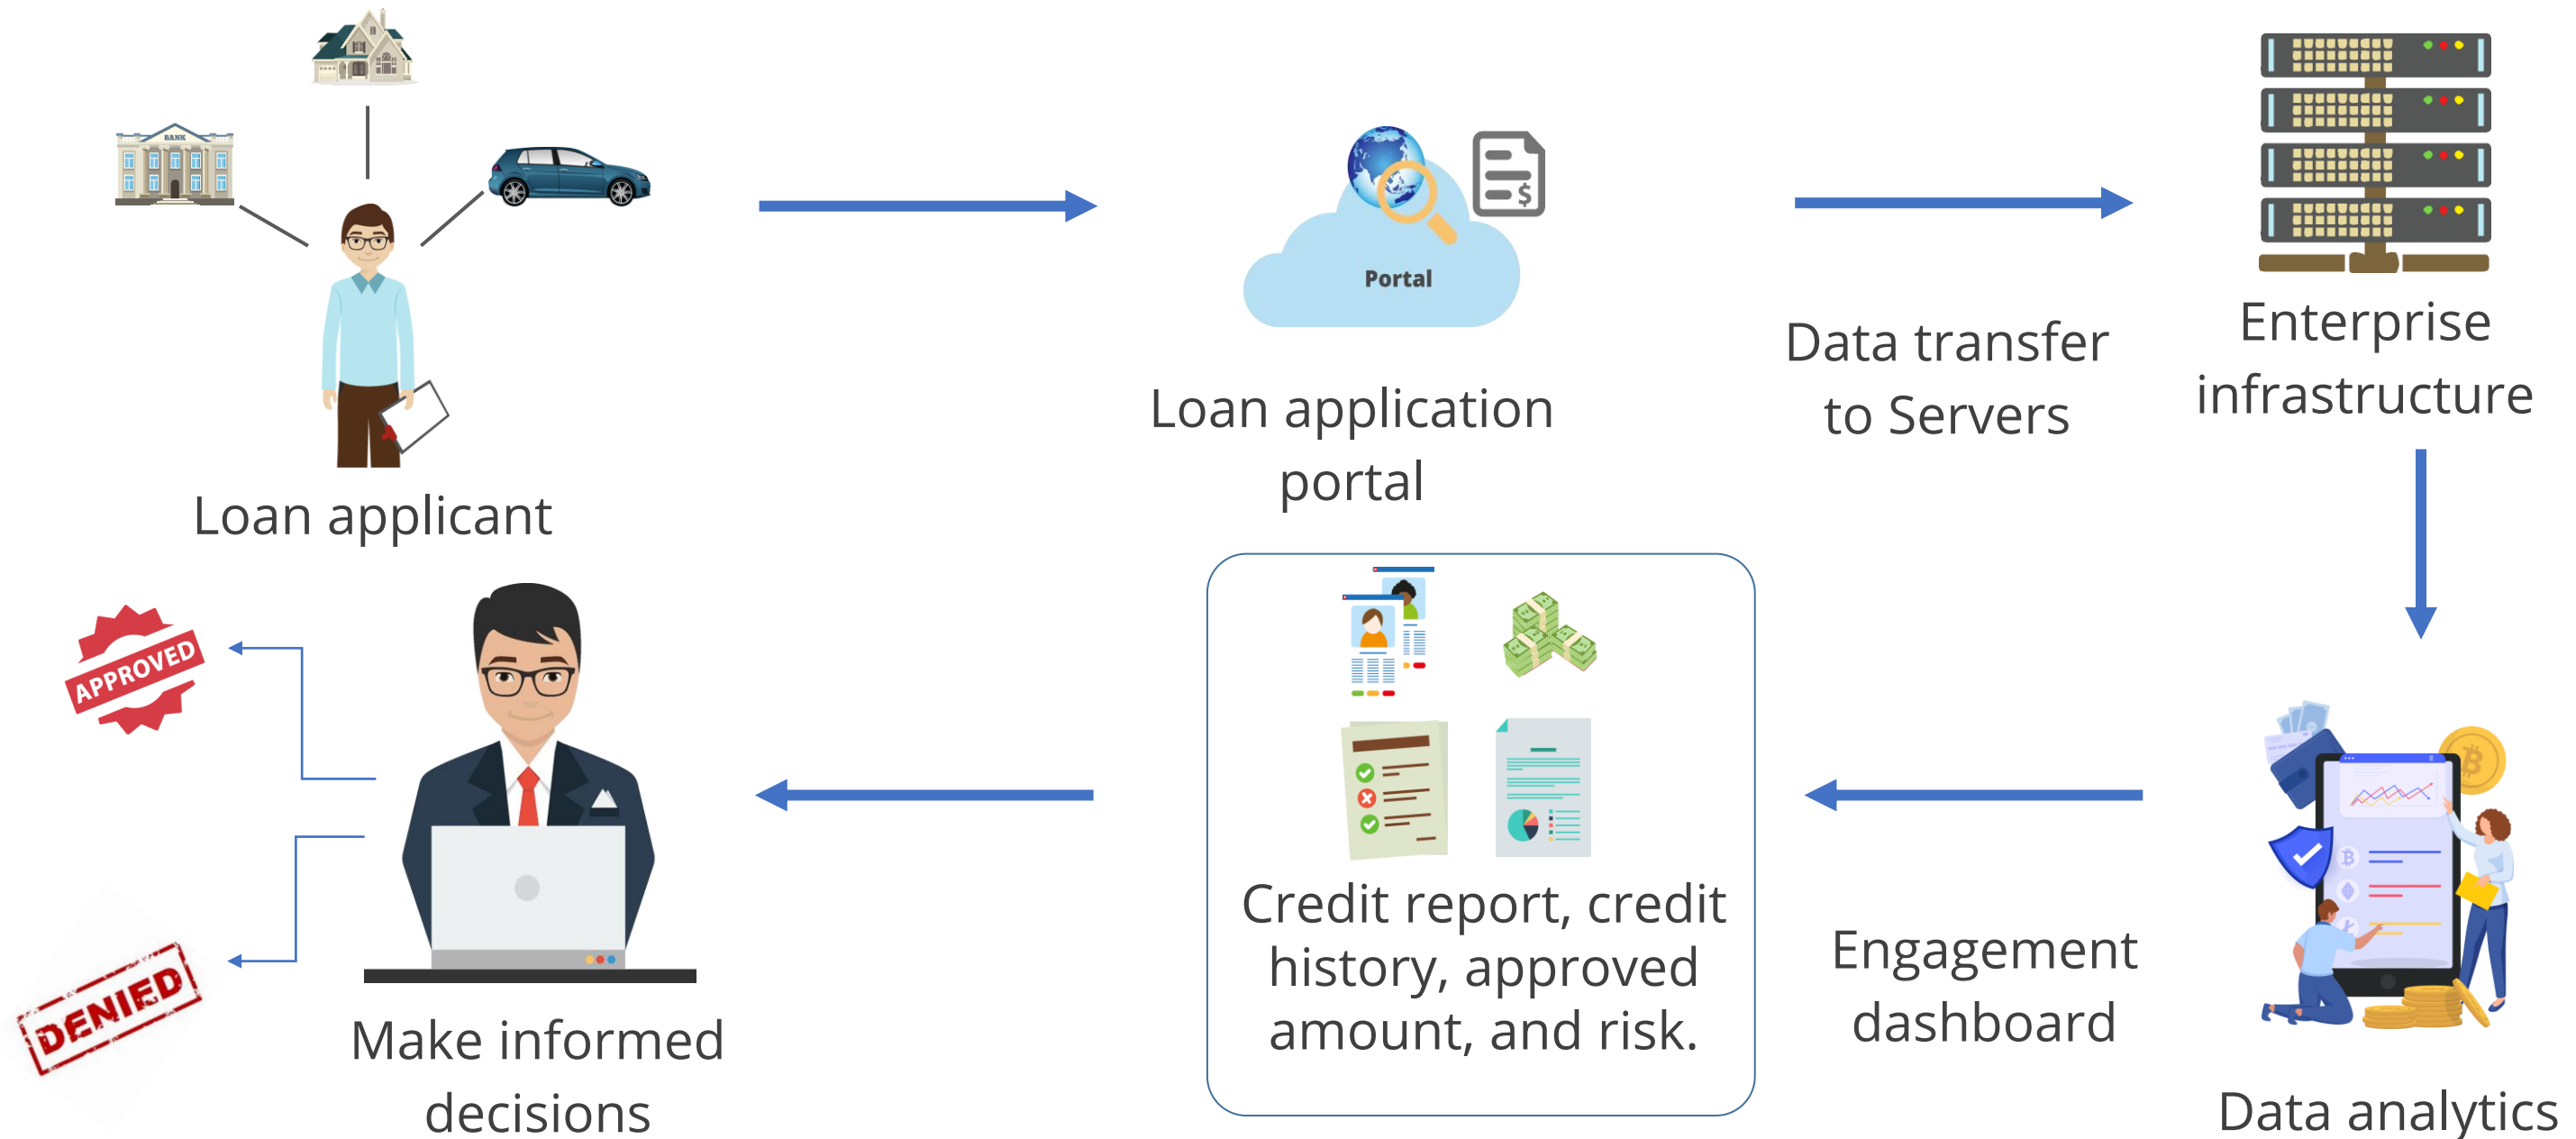 BANK
Loan applicant
Portal
Loan application
portal
Data transfer
to Servers
Enterprise
infrastructure
Data analytics
Engagement
dashboard
Credit report, credit
history, approved
amount, and risk.
Make informed
decisions
APPROVED
DENIED